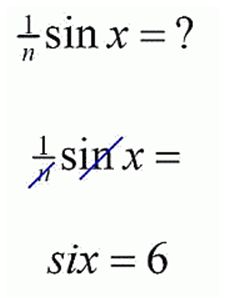 1/n sin x = ?
1/n sin x =
six = 6